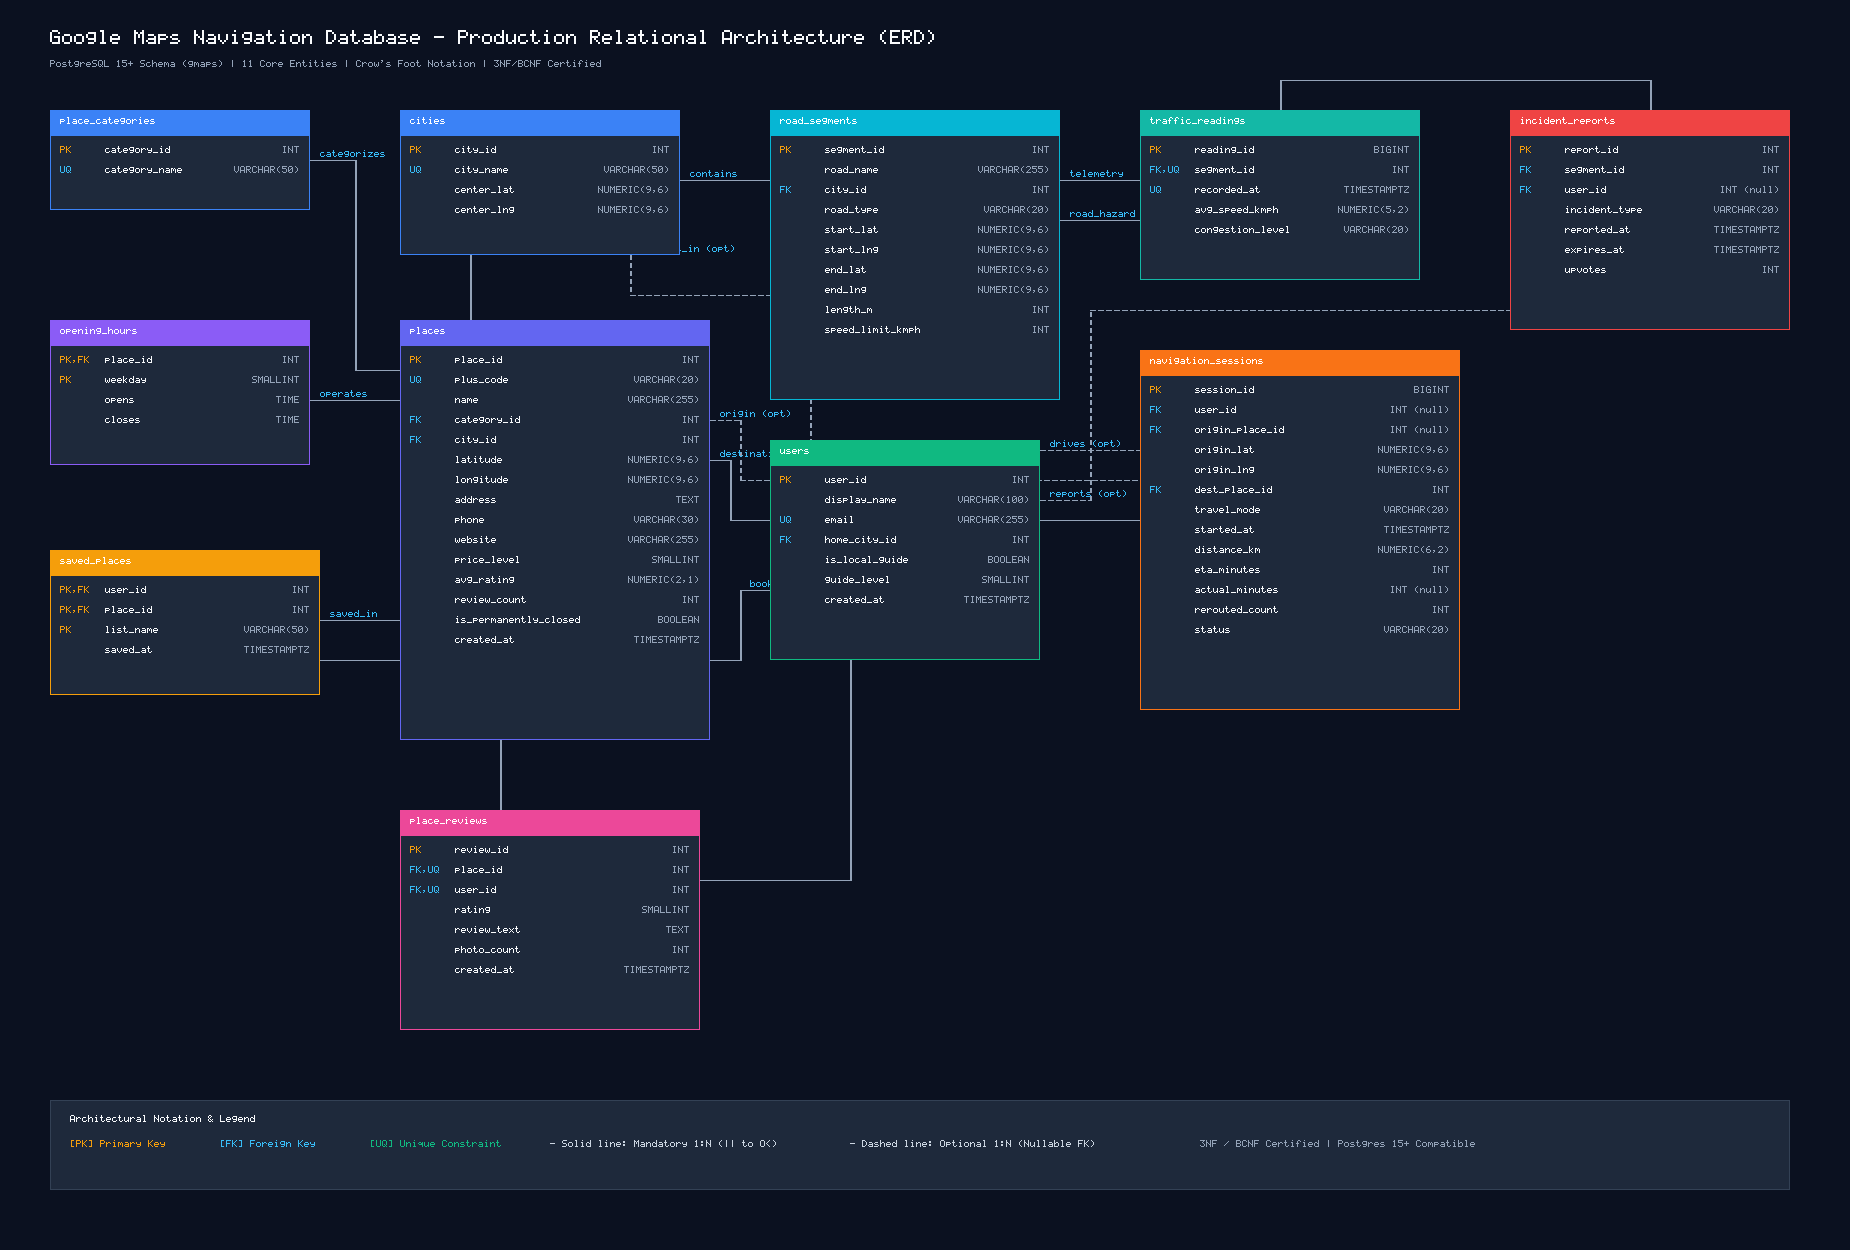 Google Maps Navigation Database - Production Relational Architecture (ERD)
PostgreSQL 15+ Schema (gmaps) | 11 Core Entities | Crow's Foot Notation | 3NF/BCNF Certified
place_categories
PK category_id INT
UQ category_name VARCHAR(50)
categorizes
cities
PK city_id INT
UQ city_name VARCHAR(50)
center_lat NUMERIC(9,6)
center_lng NUMERIC(9,6)
contains
_in (opt)
road_segments
PK segment_id INT
road_name VARCHAR(255)
FK city_id INT
road_type VARCHAR(20)
start_lat NUMERIC(9,6)
start_lng NUMERIC(9,6)
end_lat NUMERIC(9,6)
end_lng NUMERIC(9,6)
length_m INT
speed_limit_kmph INT
telemetry
road_hazard
traffic_readings
PK reading_id BIGINT
FK,UQ segment_id INT
UQ recorded_at TIMESTAMPTZ
avg_speed_kmph NUMERIC(5,2)
congestion_level VARCHAR(20)
incident_reports
PK report_id INT
FK segment_id INT
FK user_id INT (null)
incident_type VARCHAR(20)
reported_at TIMESTAMPTZ
expires_at TIMESTAMPTZ
upvotes INT
opening_hours
PK,FK place_id INT
PK weekday SMALLINT
opens TIME
closes TIME
operates
places
PK place_id INT
UQ plus_code VARCHAR(20)
name VARCHAR(255)
FK category_id INT
FK city_id INT
latitude NUMERIC(9,6)
longitude NUMERIC(9,6)
address TEXT
phone VARCHAR(30)
website VARCHAR(255)
price_level SMALLINT
avg_rating NUMERIC(2,1)
review_count INT
is_permanently_closed BOOLEAN
created_at TIMESTAMPTZ
origin (opt)
destinati
book
users
PK user_id INT
display_name VARCHAR(100)
UQ email VARCHAR(255)
FK home_city_id INT
is_local_guide BOOLEAN
guide_level SMALLINT
created_at TIMESTAMPTZ
drives (opt)
reports (opt)
navigation_sessions
PK session_id BIGINT
FK user_id INT (null)
FK origin_place_id INT (null)
origin_lat NUMERIC(9,6)
origin_lng NUMERIC(9,6)
FK dest_place_id INT
travel_mode VARCHAR(20)
started_at TIMESTAMPTZ
distance_km NUMERIC(6,2)
eta_minutes INT
actual_minutes INT (null)
rerouted_count INT
status VARCHAR(20)
saved_places
PK,FK user_id INT
PK,FK place_id INT
PK list_name VARCHAR(50)
saved_at TIMESTAMPTZ
saved_in
place_reviews
PK review_id INT
FK,UQ place_id INT
FK,UQ user_id INT
rating SMALLINT
review_text TEXT
photo_count INT
created_at TIMESTAMPTZ
Architectural Notation & Legend
[PK] Primary Key [FK] Foreign Key [UQ] Unique Constraint - Solid line: Mandatory 1:N (|| to O<) - Dashed line: Optional 1:N (Nullable FK) 3NF / BCNF Certified | Postgres 15+ Compatible